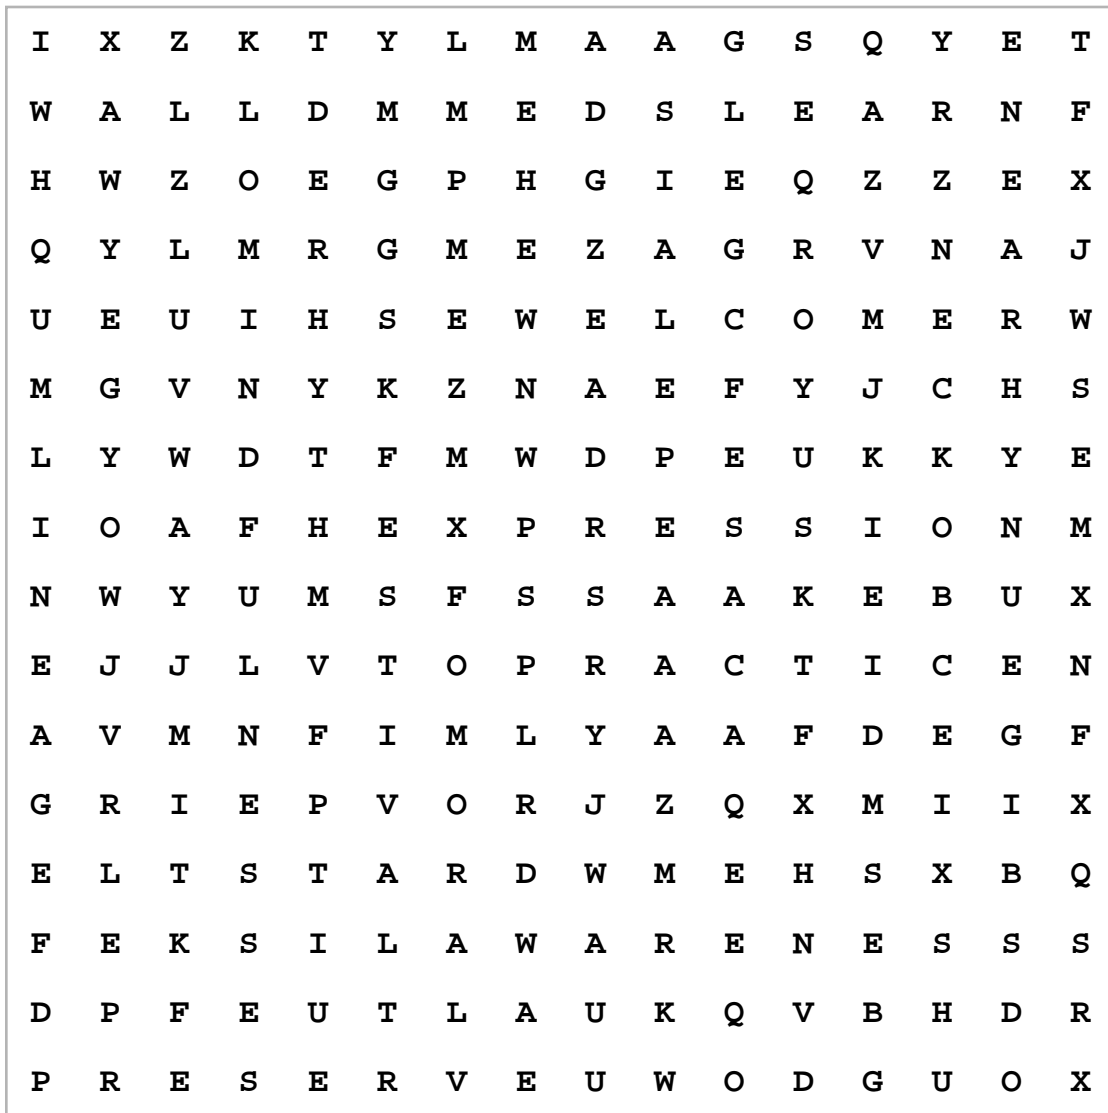 I X Z K T Y L M A A G S Q Y E T
W A L L D M M E D S L E A R N F
H W Z O E G P H G I E Q Z Z E X
Q Y L M R G M E Z A G R V N A J
U E U I H S E W E L C O M E R W
M G V N Y K Z N A E F Y J C H S
L Y W D T F M W D P E U K K Y E
I O A F H E X P R E S S I O N M
N W Y U M S F S S A A K E B U X
E J J L V T O P R A C T I C E N
A V M N F I M L Y A A F D E G F
G R I E P V O R J Z Q X M I I X
E L T S T A R D W M E H S X B Q
F E K S I L A W A R E N E S S S
D P F E U T L A U K Q V B H D R
P R E S E R V E U W O D G U O X